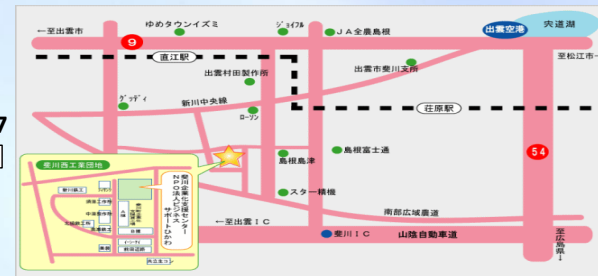 ←至出雲市
ゆめタウンイズミ
ジョイフル
JA全農島根
出雲空港
宍道湖
9
至松江市→
直江駅
出雲村田製作所
出雲市斐川支所
グッディ
新川中央線
ローソン
荘原駅
7
54
島根島津
島根富士通
斐川西工業団地
斐川企業化支援センター
NPO法人ビジネス
サポートひかわ
スター積機
南部広域農道
←至出雲IC
斐川IC
山陰自動車道
至広島県↓